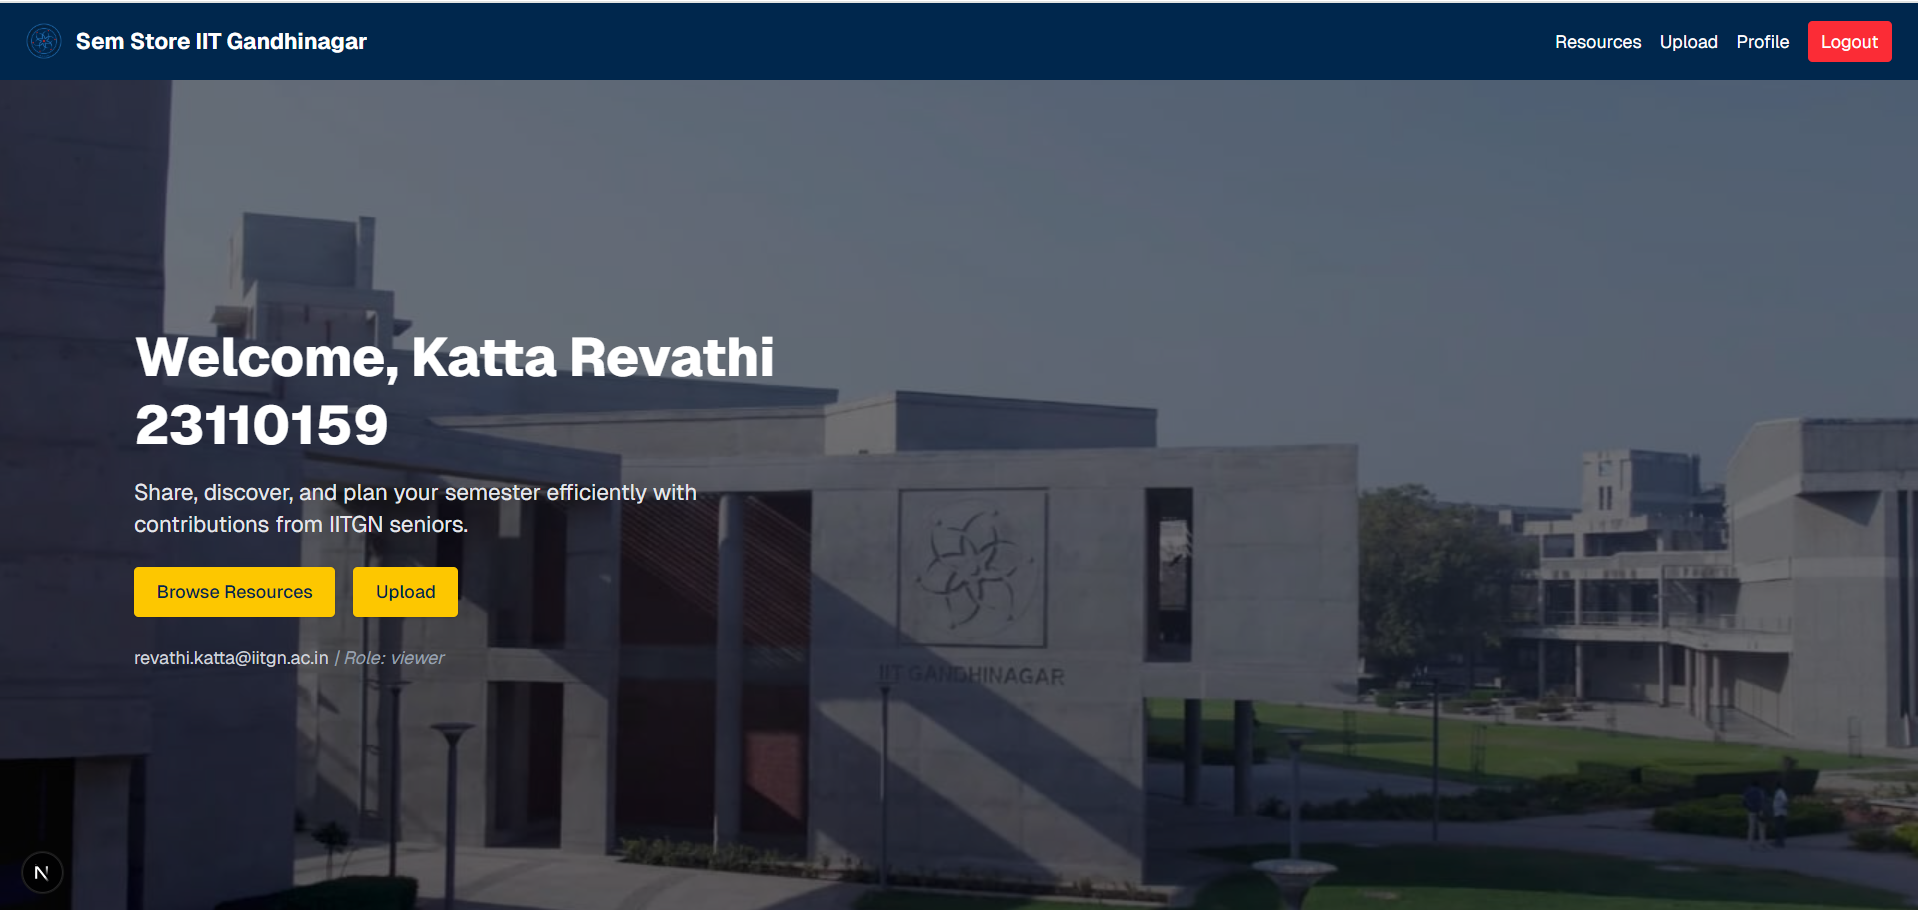 Sem Store IIT Gandhinagar
Resources Upload Profile Logout
Welcome, Katta Revathi
23110159
Share, discover, and plan your semester efficiently with
contributions from IITGN seniors.
Browse Resources Upload
revathi.katta@iitgn.ac.in / Role: viewer
IIT GANDHINAGAR
N